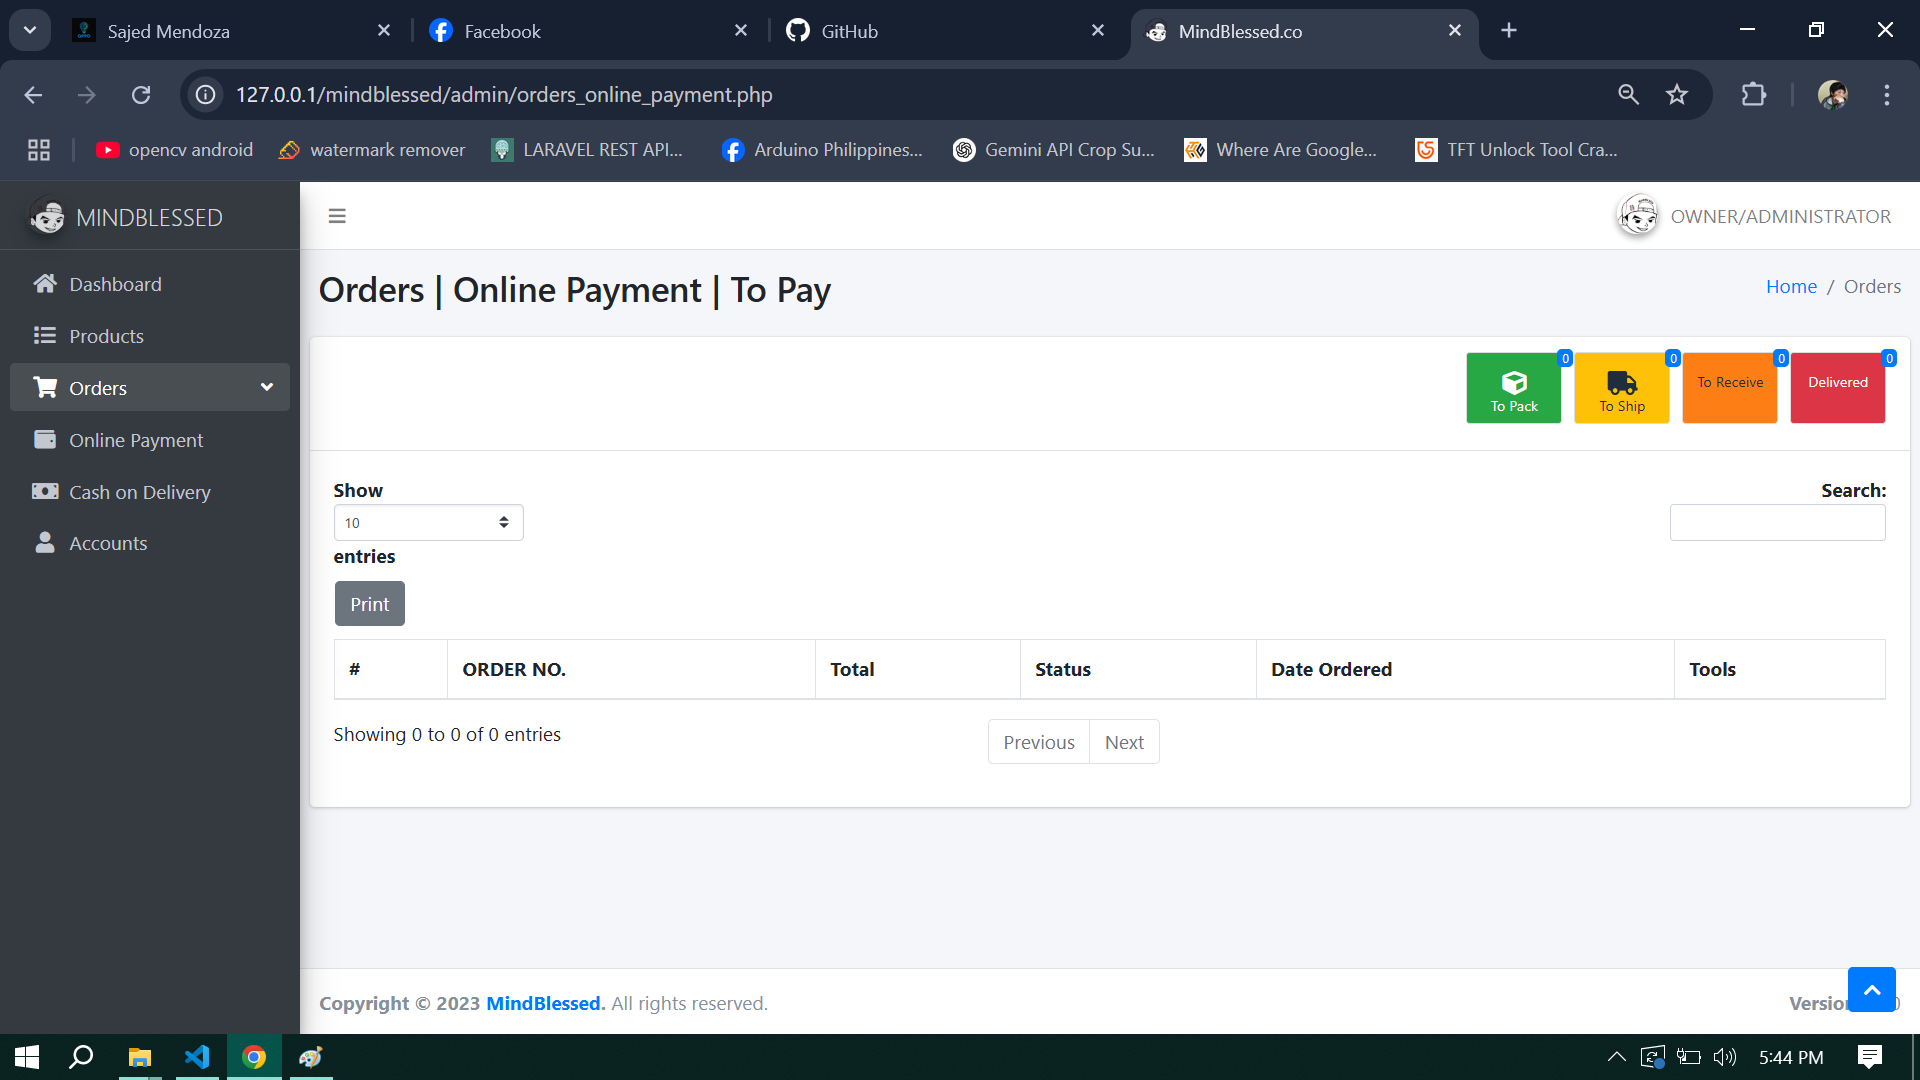 Sajed Mendoza
Facebook
GitHub
MindBlessed.co
127.0.0.1/mindblessed/admin/orders_online_payment.php
opencv android
watermark remover
LARAVEL REST API...
Arduino Philippines...
Gemini API Crop Su...
Where Are Google...
TFT Unlock Tool Cra...
MINDBLESSED
OWNER/ADMINISTRATOR
Dashboard
Products
Orders
Online Payment
Cash on Delivery
Accounts
Orders | Online Payment | To Pay
Home / Orders
0
To Pack
0
To Ship
0
To Receive
0
Delivered
Show
10
entries
Search:
Print
# ORDER NO. Total Status Date Ordered Tools
Showing 0 to 0 of 0 entries
Previous Next
Copyright © 2023 MindBlessed. All rights reserved.
5:44 PM